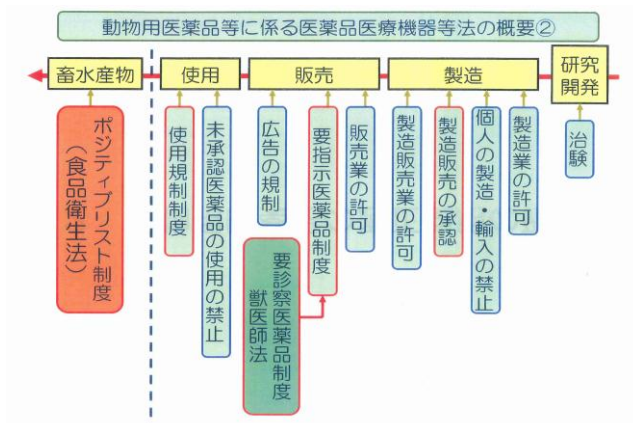 動物用医薬品等に係る医薬品医療機器等法の概要②
畜水産物
使用
販売
製造
研究
開発
ポジティブリスト制度
（食品衛生法）
使用規制制度
未承認医薬品の使用の禁止
広告の規制
要指示医薬品制度
販売業の許可
製造販売業の許可
製造販売の承認
個人の製造・輸入の禁止
製造業の許可
治験
要診察医薬品制度
獣医師法